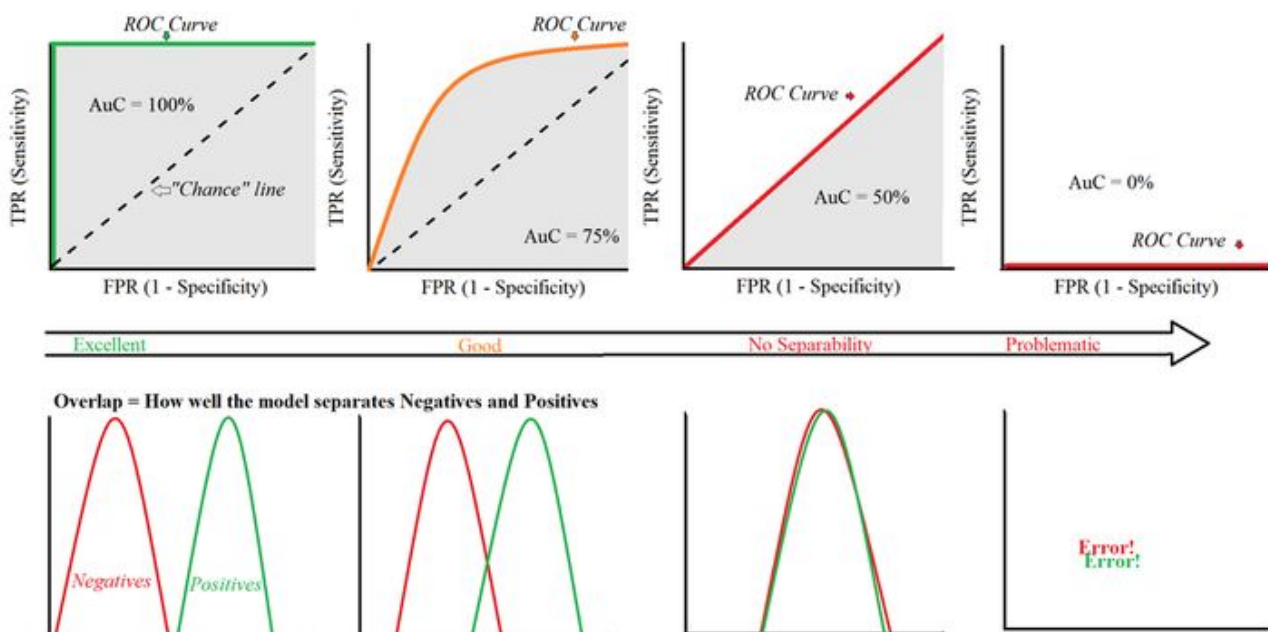 ROC Curve
TPR (Sensitivity)
AuC = 100%
"Chance" line
FPR (1 - Specificity)
ROC Curve
TPR (Sensitivity)
AuC = 75%
FPR (1 - Specificity)
TPR (Sensitivity)
ROC Curve
AuC = 50%
FPR (1 - Specificity)
TPR (Sensitivity)
AuC = 0%
ROC Curve
FPR (1 - Specificity)
Excellent
Good
No Separability
Problematic
Overlap = How well the model separates Negatives and Positives
Negatives
Positives
Error!
Error!